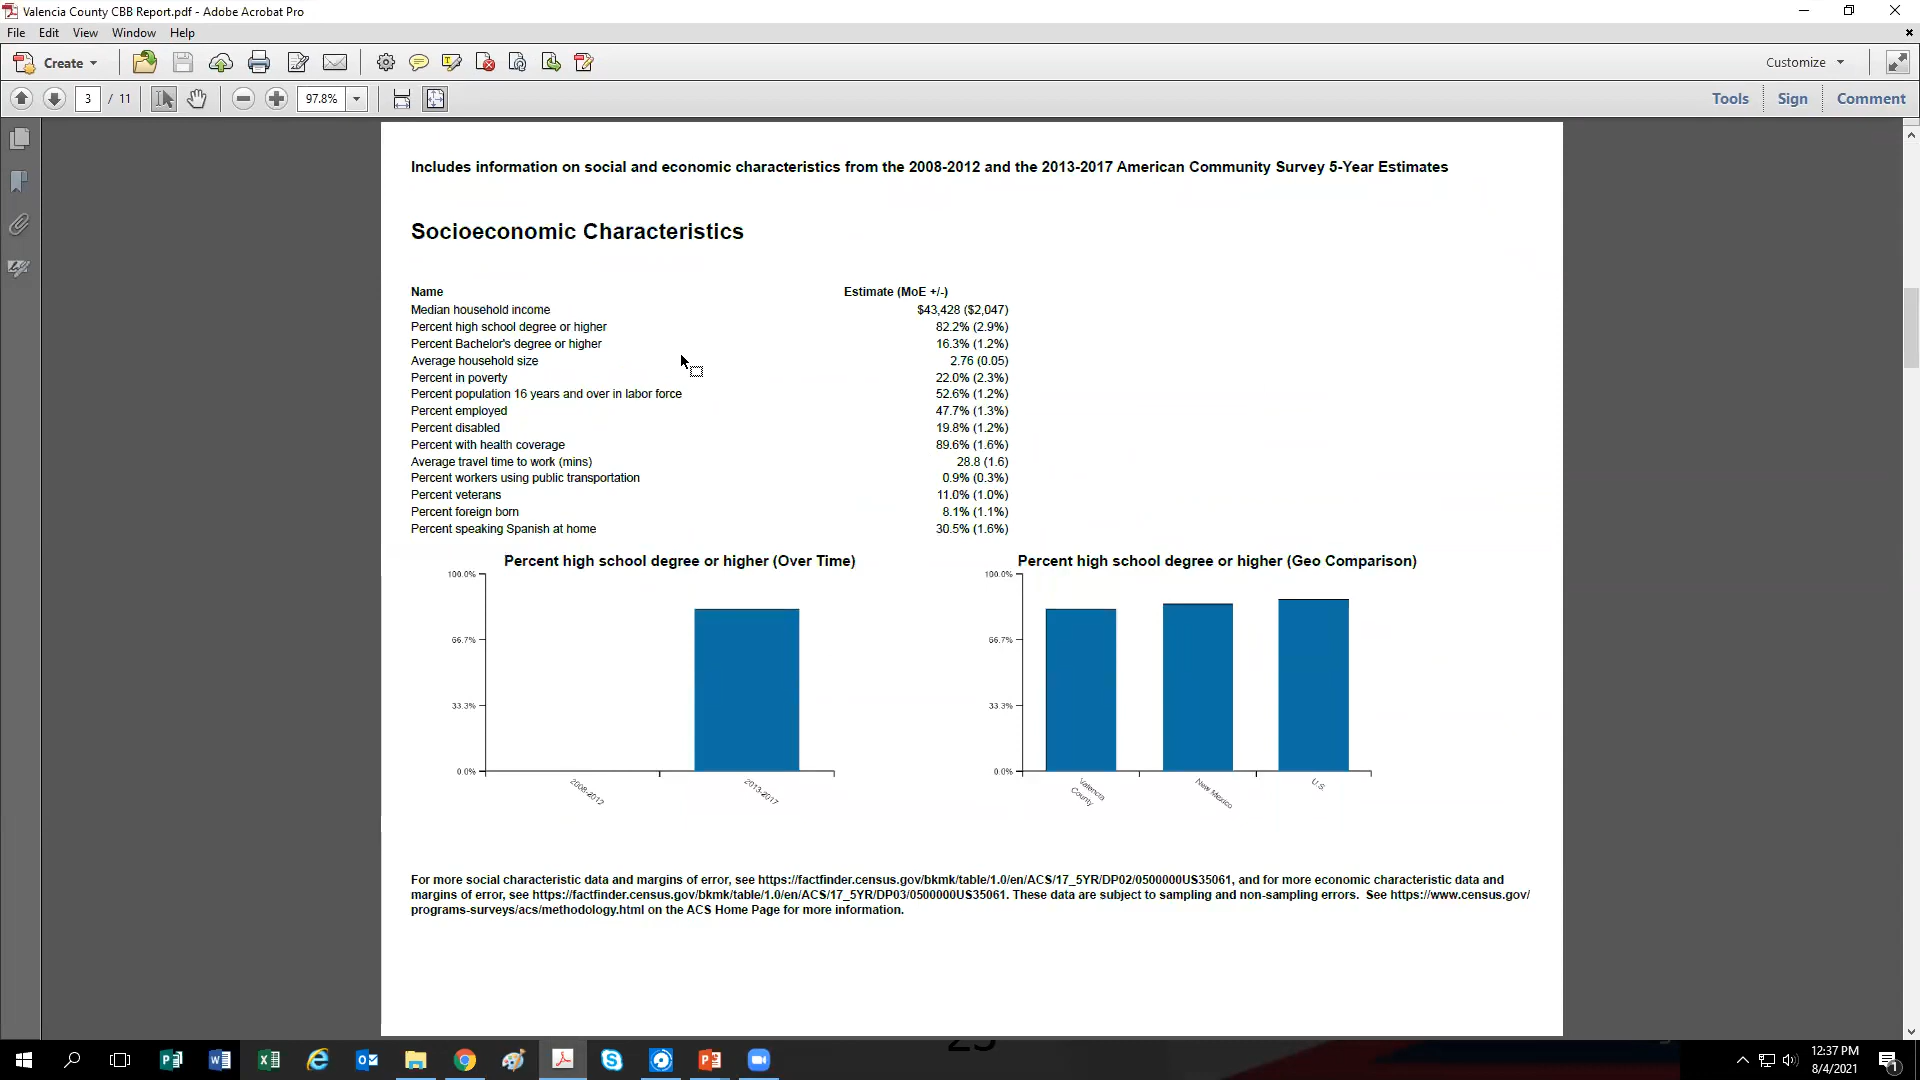 Valencia County CBB Report.pdf - Adobe Acrobat Pro
File Edit View Window Help
Create Customize
3 / 11 97.8% Tools Sign Comment
Includes information on social and economic characteristics from the 2008-2012 and the 2013-2017 American Community Survey 5-Year Estimates
Socioeconomic Characteristics
Name Estimate (MoE +/-)
Median household income $43,428 ($2,047)
Percent high school degree or higher 82.2% (2.9%)
Percent Bachelor's degree or higher 16.3% (1.2%)
Average household size 2.76 (0.05)
Percent in poverty 22.0% (2.3%)
Percent population 16 years and over in labor force 52.6% (1.2%)
Percent employed 47.7% (1.3%)
Percent disabled 19.8% (1.2%)
Percent with health coverage 89.6% (1.6%)
Average travel time to work (mins) 28.8 (1.6)
Percent workers using public transportation 0.9% (0.3%)
Percent veterans 11.0% (1.0%)
Percent foreign born 8.1% (1.1%)
Percent speaking Spanish at home 30.5% (1.6%)
Percent high school degree or higher (Over Time)
100.0%
66.7%
33.3%
0.0%
2008-2012 2013-2017
Percent high school degree or higher (Geo Comparison)
100.0%
66.7%
33.3%
0.0%
Valencia County New Mexico U.S.
For more social characteristic data and margins of error, see https://factfinder.census.gov/bkmk/table/1.0/en/ACS/17_5YR/DP02/0500000US35061, and for more economic characteristic data and
margins of error, see https://factfinder.census.gov/bkmk/table/1.0/en/ACS/17_5YR/DP03/0500000US35061. These data are subject to sampling and non-sampling errors. See https://www.census.gov/
programs-surveys/acs/methodology.html on the ACS Home Page for more information.
12:37 PM
8/4/2021